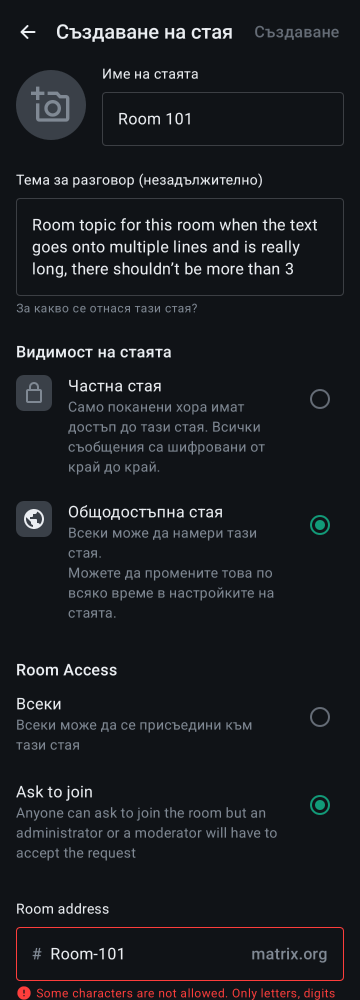 Създаване на стая
Създаване
Име на стаята
Room 101
Тема за разговор (незадължително)
Room topic for this room when the text
goes onto multiple lines and is really
long, there shouldn’t be more than 3
За какво се отнася тази стая?
Видимост на стаята
Частна стая
Само поканени хора имат
достъп до тази стая. Всички
съобщения са шифровани от
край до край.
Общодостъпна стая
Всеки може да намери тази
стая.
Можете да промените това по
всяко време в настройките на
стаята.
Room Access
Всеки
Всеки може да се присъедини към
тази стая
Ask to join
Anyone can ask to join the room but an
administrator or a moderator will have to
accept the request
Room address
# Room-101 matrix.org
Some characters are not allowed. Only letters, digits